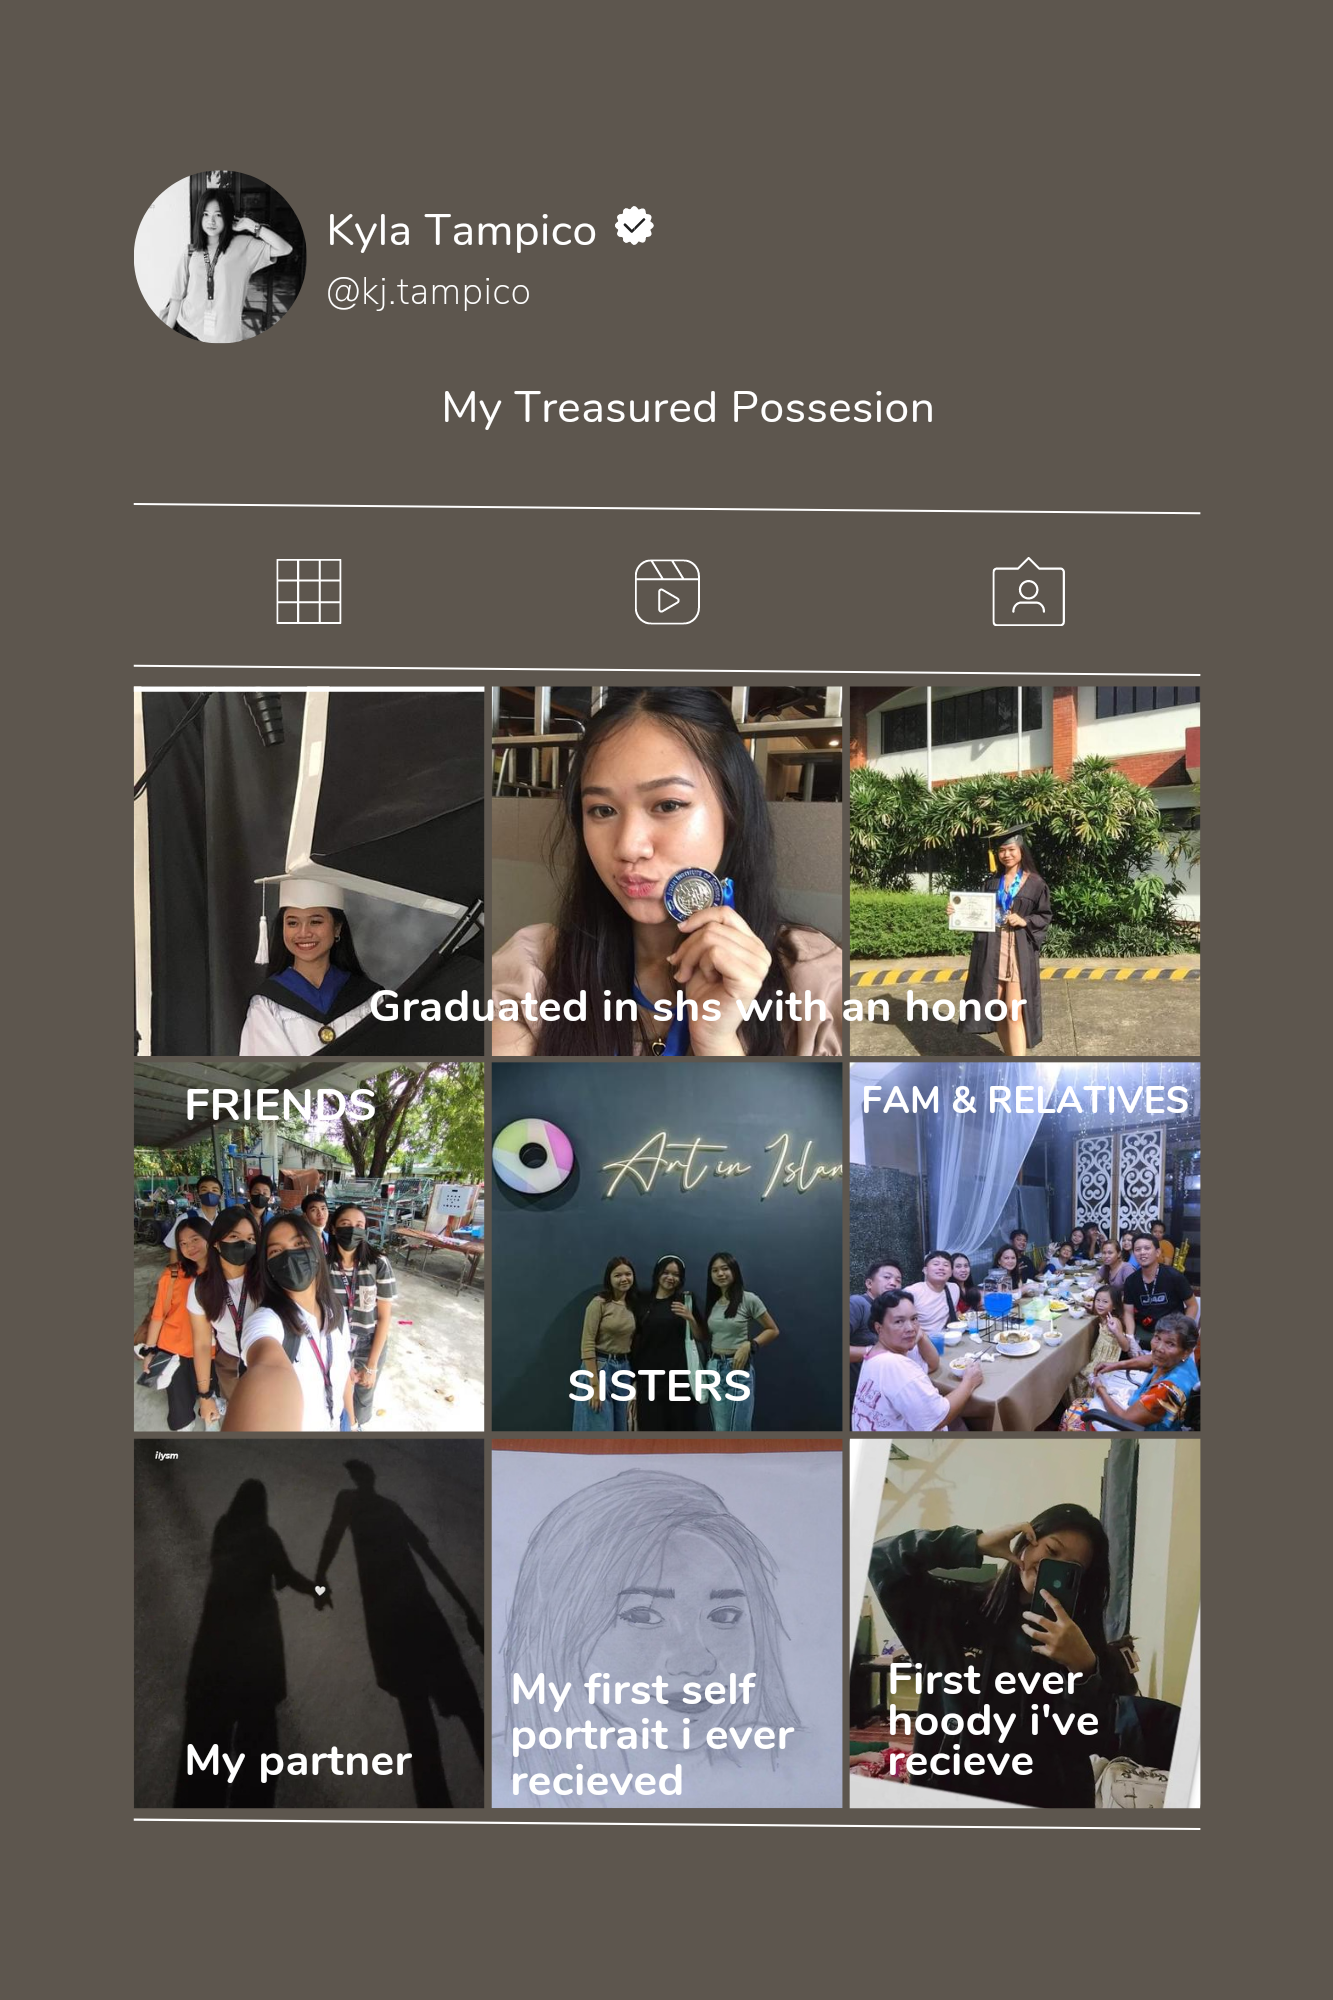 Kyla Tampico
@kj.tampico
My Treasured Possesion
Graduated in shs with an honor
FRIENDS
Art in Islan
SISTERS
FAM & RELATIVES
ilysm
My partner
My first self
portrait i ever
recieved
First ever
hoody i've
recieve